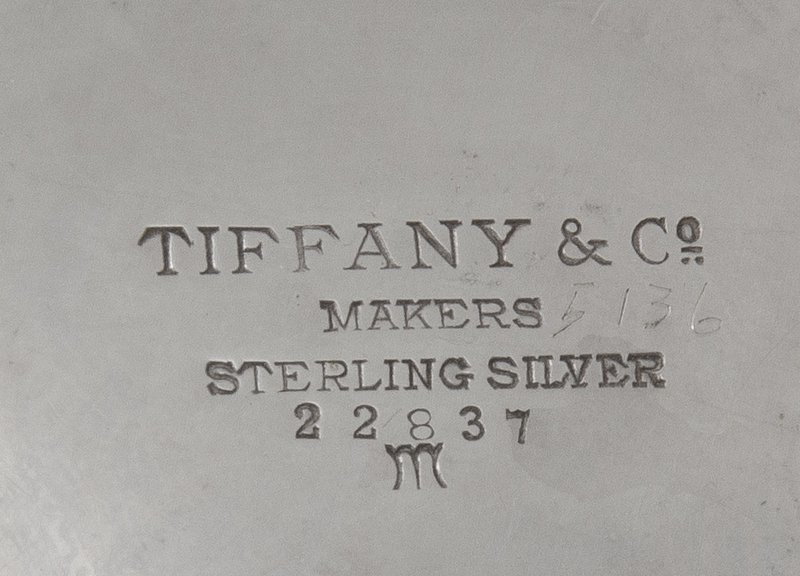 TIFFANY & Cº
MAKERS 5136
STERLING SILVER
22837
M